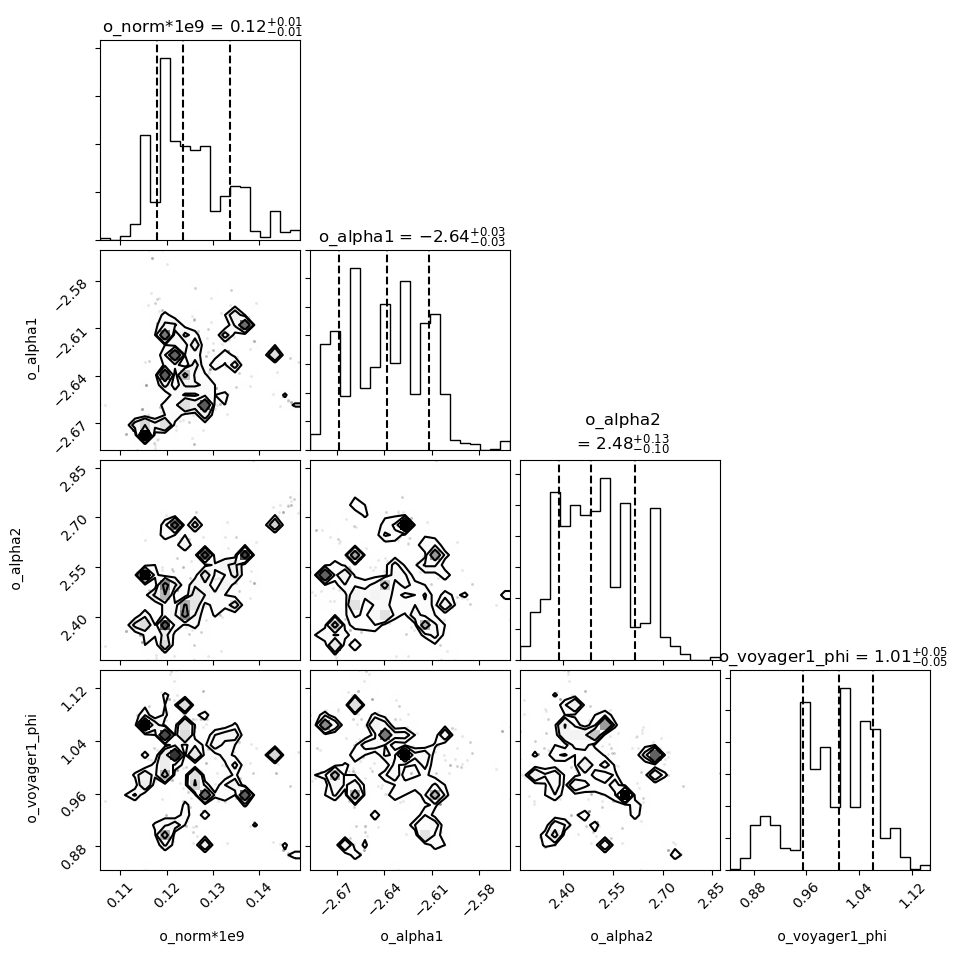 o_norm*1e9 = 0.12+0.01 −0.01
o_alpha1 = −2.64+0.03 −0.03
−2.58
−2.61
−2.64
−2.67
o_alpha1
o_alpha2
= 2.48+0.13 −0.10
2.85
2.70
2.55
2.40
o_alpha2
o_voyager1_phi = 1.01+0.05 −0.05
1.12
1.04
0.96
0.88
o_voyager1_phi
0.11 0.12 0.13 0.14
−2.67 −2.64 −2.61 −2.58
2.40 2.55 2.70 2.85
0.88 0.96 1.04 1.12
o_norm*1e9 o_alpha1 o_alpha2 o_voyager1_phi